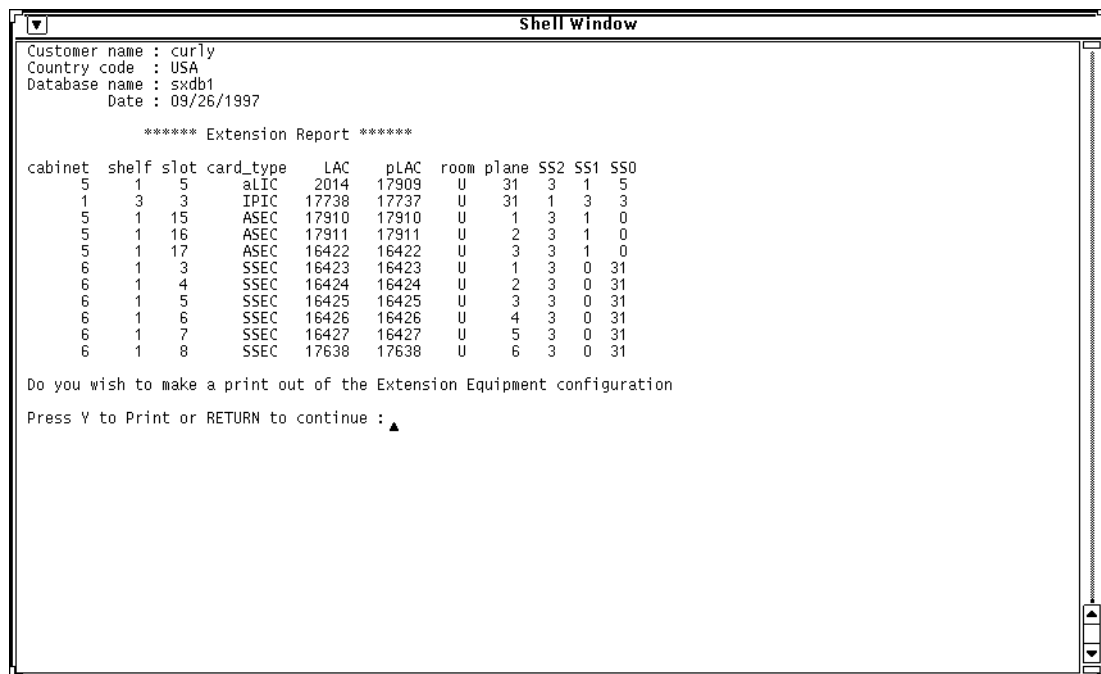 Shell Window
Customer name : curly
Country code  : USA
Database name : sxdb1
Date : 09/26/1997
****** Extension Report ******
cabinet shelf slot card_type LAC pLAC room plane SS2 SS1 SS0
5 1 5 aLIC 2014 17909 U 31 3 1 5
1 3 3 IPIC 17738 17737 U 31 1 3 3
5 1 15 ASEC 17910 17910 U 1 3 1 0
5 1 16 ASEC 17911 17911 U 2 3 1 0
5 1 17 ASEC 16422 16422 U 3 3 1 0
6 1 3 SSEC 16423 16423 U 1 3 0 31
6 1 4 SSEC 16424 16424 U 2 3 0 31
6 1 5 SSEC 16425 16425 U 3 3 0 31
6 1 6 SSEC 16426 16426 U 4 3 0 31
6 1 7 SSEC 16427 16427 U 5 3 0 31
6 1 8 SSEC 17638 17638 U 6 3 0 31
Do you wish to make a print out of the Extension Equipment configuration
Press Y to Print or RETURN to continue :